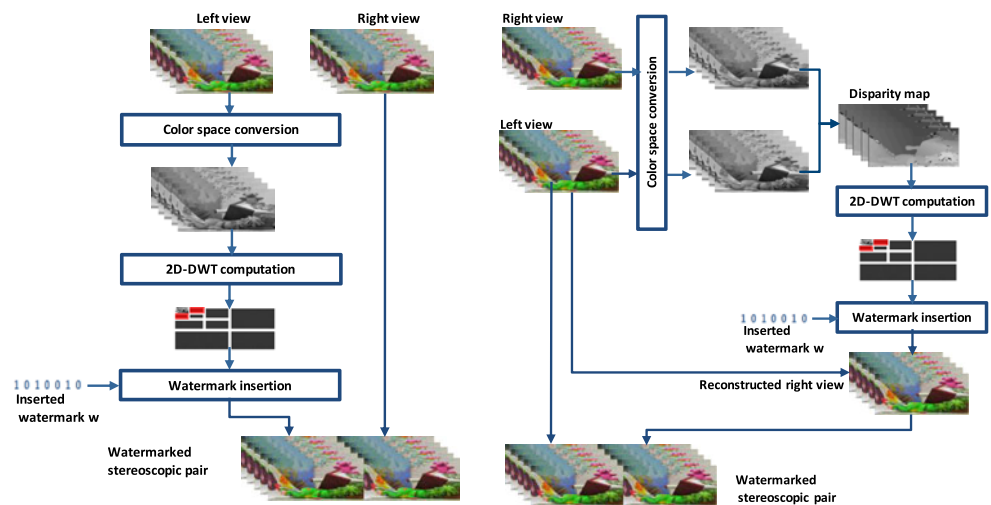 Left view
Right view
Color space conversion
2D-DWT computation
1 0 1 0 0 1 0
Watermark insertion
Inserted
watermark w
Watermarked
stereoscopic pair
Right view
Left view
Color space conversion
Disparity map
2D-DWT computation
1 0 1 0 0 1 0
Watermark insertion
Inserted
watermark w
Reconstructed right view
Watermarked
stereoscopic pair